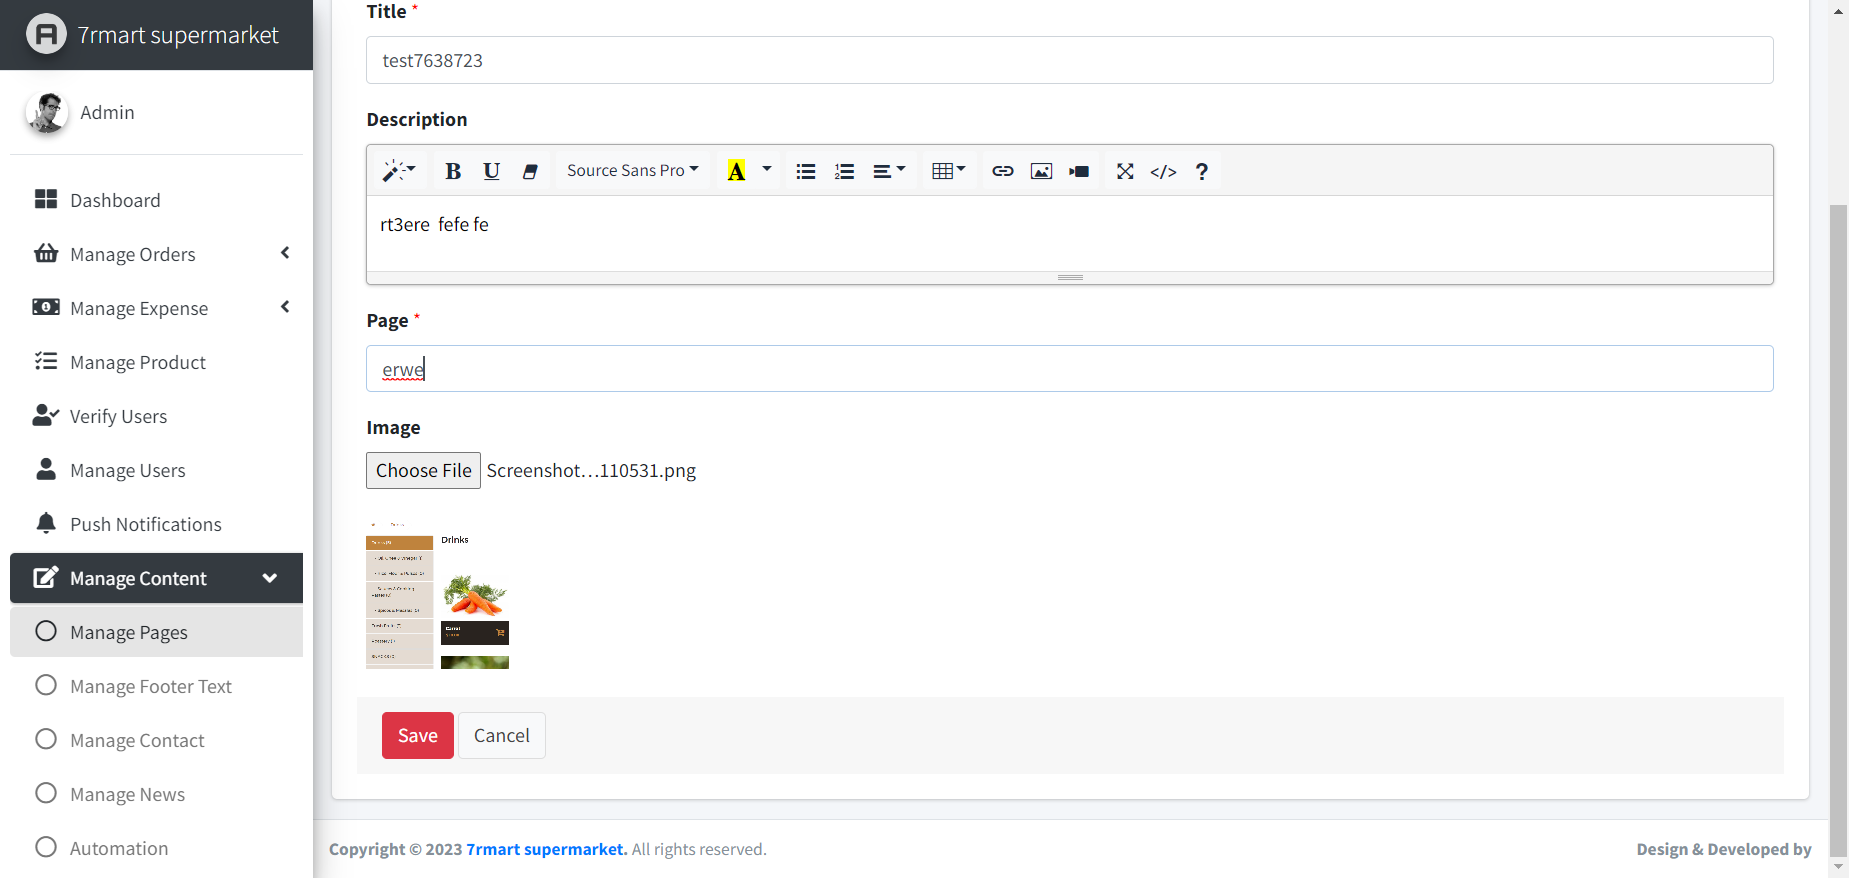 7rmart supermarket
Admin
Dashboard
Manage Orders
Manage Expense
Manage Product
Verify Users
Manage Users
Push Notifications
Manage Content
Manage Pages
Manage Footer Text
Manage Contact
Manage News
Automation
Title *
test7638723
Description
B U Source Sans Pro A </> ?
rt3ere fefe fe
Page *
erwe
Image
Choose File Screenshot...110531.png
Drinks
Carrot
Save Cancel
Copyright © 2023 7rmart supermarket. All rights reserved.
Design & Developed by